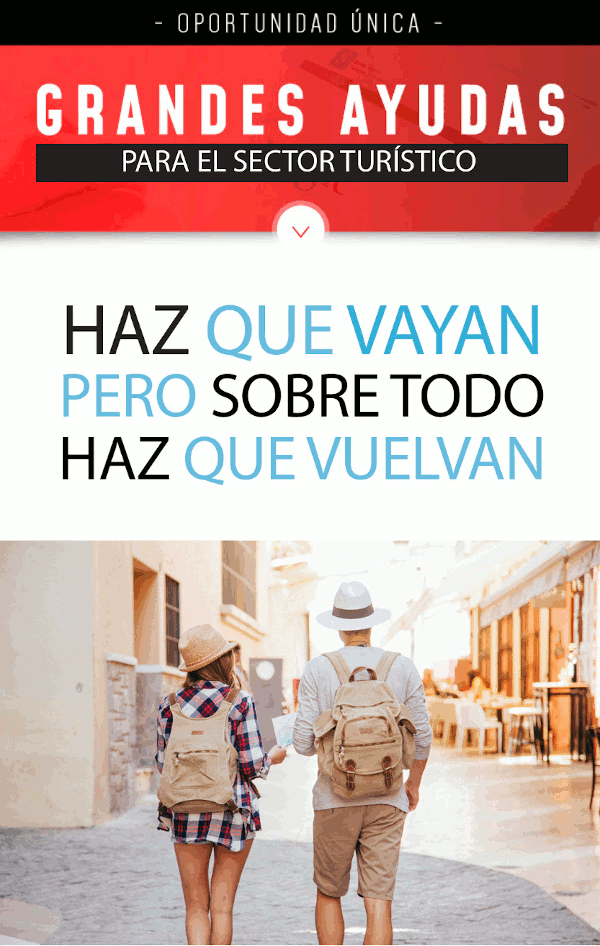 - OPORTUNIDAD ÚNICA -
GRANDES AYUDAS
PARA EL SECTOR TURÍSTICO
HAZ QUE VAYAN
PERO SOBRE TODO
HAZ QUE VUELVAN